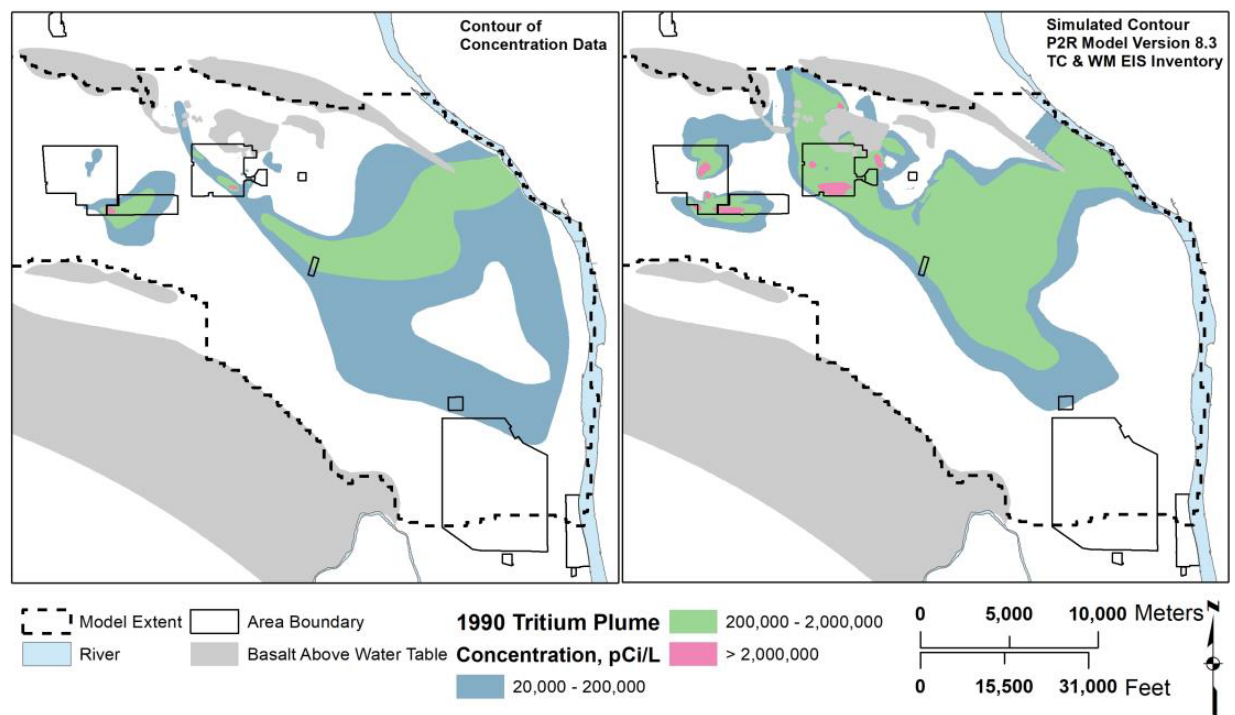 Contour of
Concentration Data
Simulated Contour
P2R Model Version 8.3
TC & WM EIS Inventory
Model Extent
Area Boundary
River
Basalt Above Water Table
1990 Tritium Plume
Concentration, pCi/L
20,000 - 200,000
200,000 - 2,000,000
> 2,000,000
0 5,000 10,000 Meters
0 15,500 31,000 Feet
N